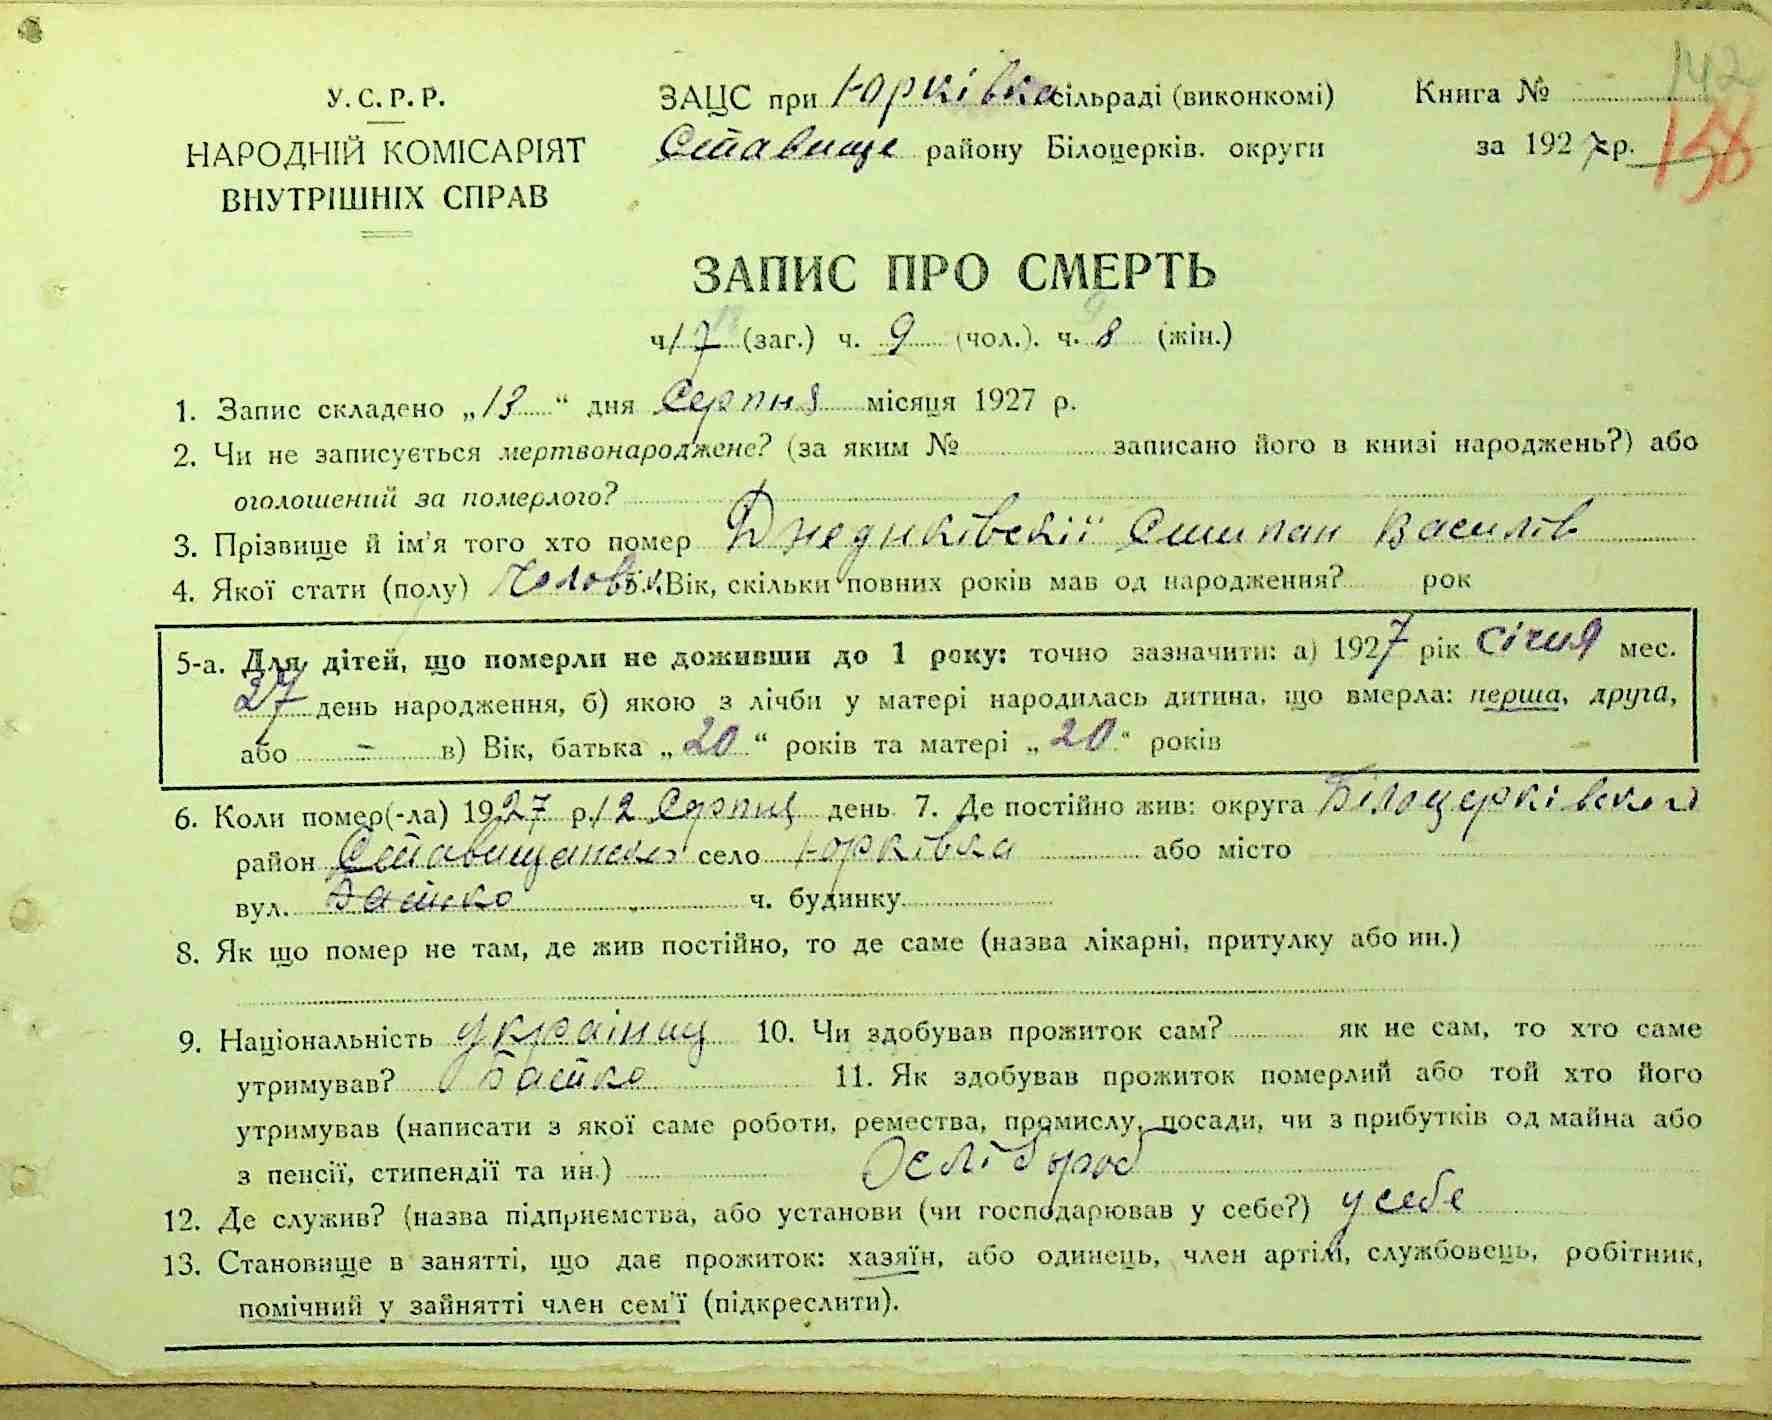 142
158
У. С. Р. Р.
НАРОДНІЙ КОМІСАРІЯТ
ВНУТРІШНІХ СПРАВ
ЗАЦС при Юрківка сільраді (виконкомі)
Ставище району Білоцерків. округи
Книга №
за 1927 р.
ЗАПИС ПРО СМЕРТЬ
ч. 17 (заг.) ч. 9 (чол.). ч. 8 (жін.)
1. Запис складено „13“ дня Серпня місяця 1927 р.
2. Чи не записується мертвонароджене? (за яким № записано його в книзі народжень?) або
оголошений за померлого?
3. Прізвище й ім'я того хто помер Василів
4. Якої стати (полу) Чоловік 5. Вік, скільки повних років мав од народження? рок
5-а. Для дітей, що померли не доживши до 1 року: точно зазначити: а) 1927 рік січня мес.
27 день народження, б) якою з лічби у матері народилась дитина, що вмерла: перша, друга,
або – в) Вік, батька „20“ років та матері „20“ років
6. Коли помер(-ла) 1927 р. 12 Серпня день 7. Де постійно жив: округа Білоцерківскої
район село Юрківка або місто
вул. Батько ч. будинку
8. Як що помер не там, де жив постійно, то де саме (назва лікарні, притулку або ин.)
9. Національність українц 10. Чи здобував прожиток сам? як не сам, то хто саме
утримував? Батько 11. Як здобував прожиток померлий або той хто його
утримував (написати з якої саме роботи, ремества, промислу, посади, чи з прибутків од майна або
з пенсії, стипендії та ин.)
12. Де служив? (назва підприємства, або установи (чи господарював у себе?) у себе
13. Становище в занятті, що дає прожиток: хазяїн, або одинець, член артілі, службовець, робітник,
помічний у зайнятті член сем'ї (підкреслити).